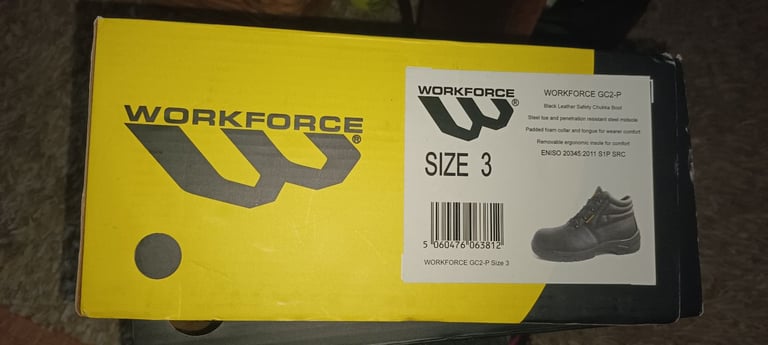 WORKFORCE
®
WORKFORCE
®
SIZE 3
WORKFORCE GC2-P
Black Leather Safety Chukka Boot
Steel toe and penetration resistant steel midsole
Padded foam collar and tongue for wearer comfort
Removable ergonomic insole for comfort
ENISO 20345:2011 S1P SRC
5 060476 063812
WORKFORCE GC2-P Size 3